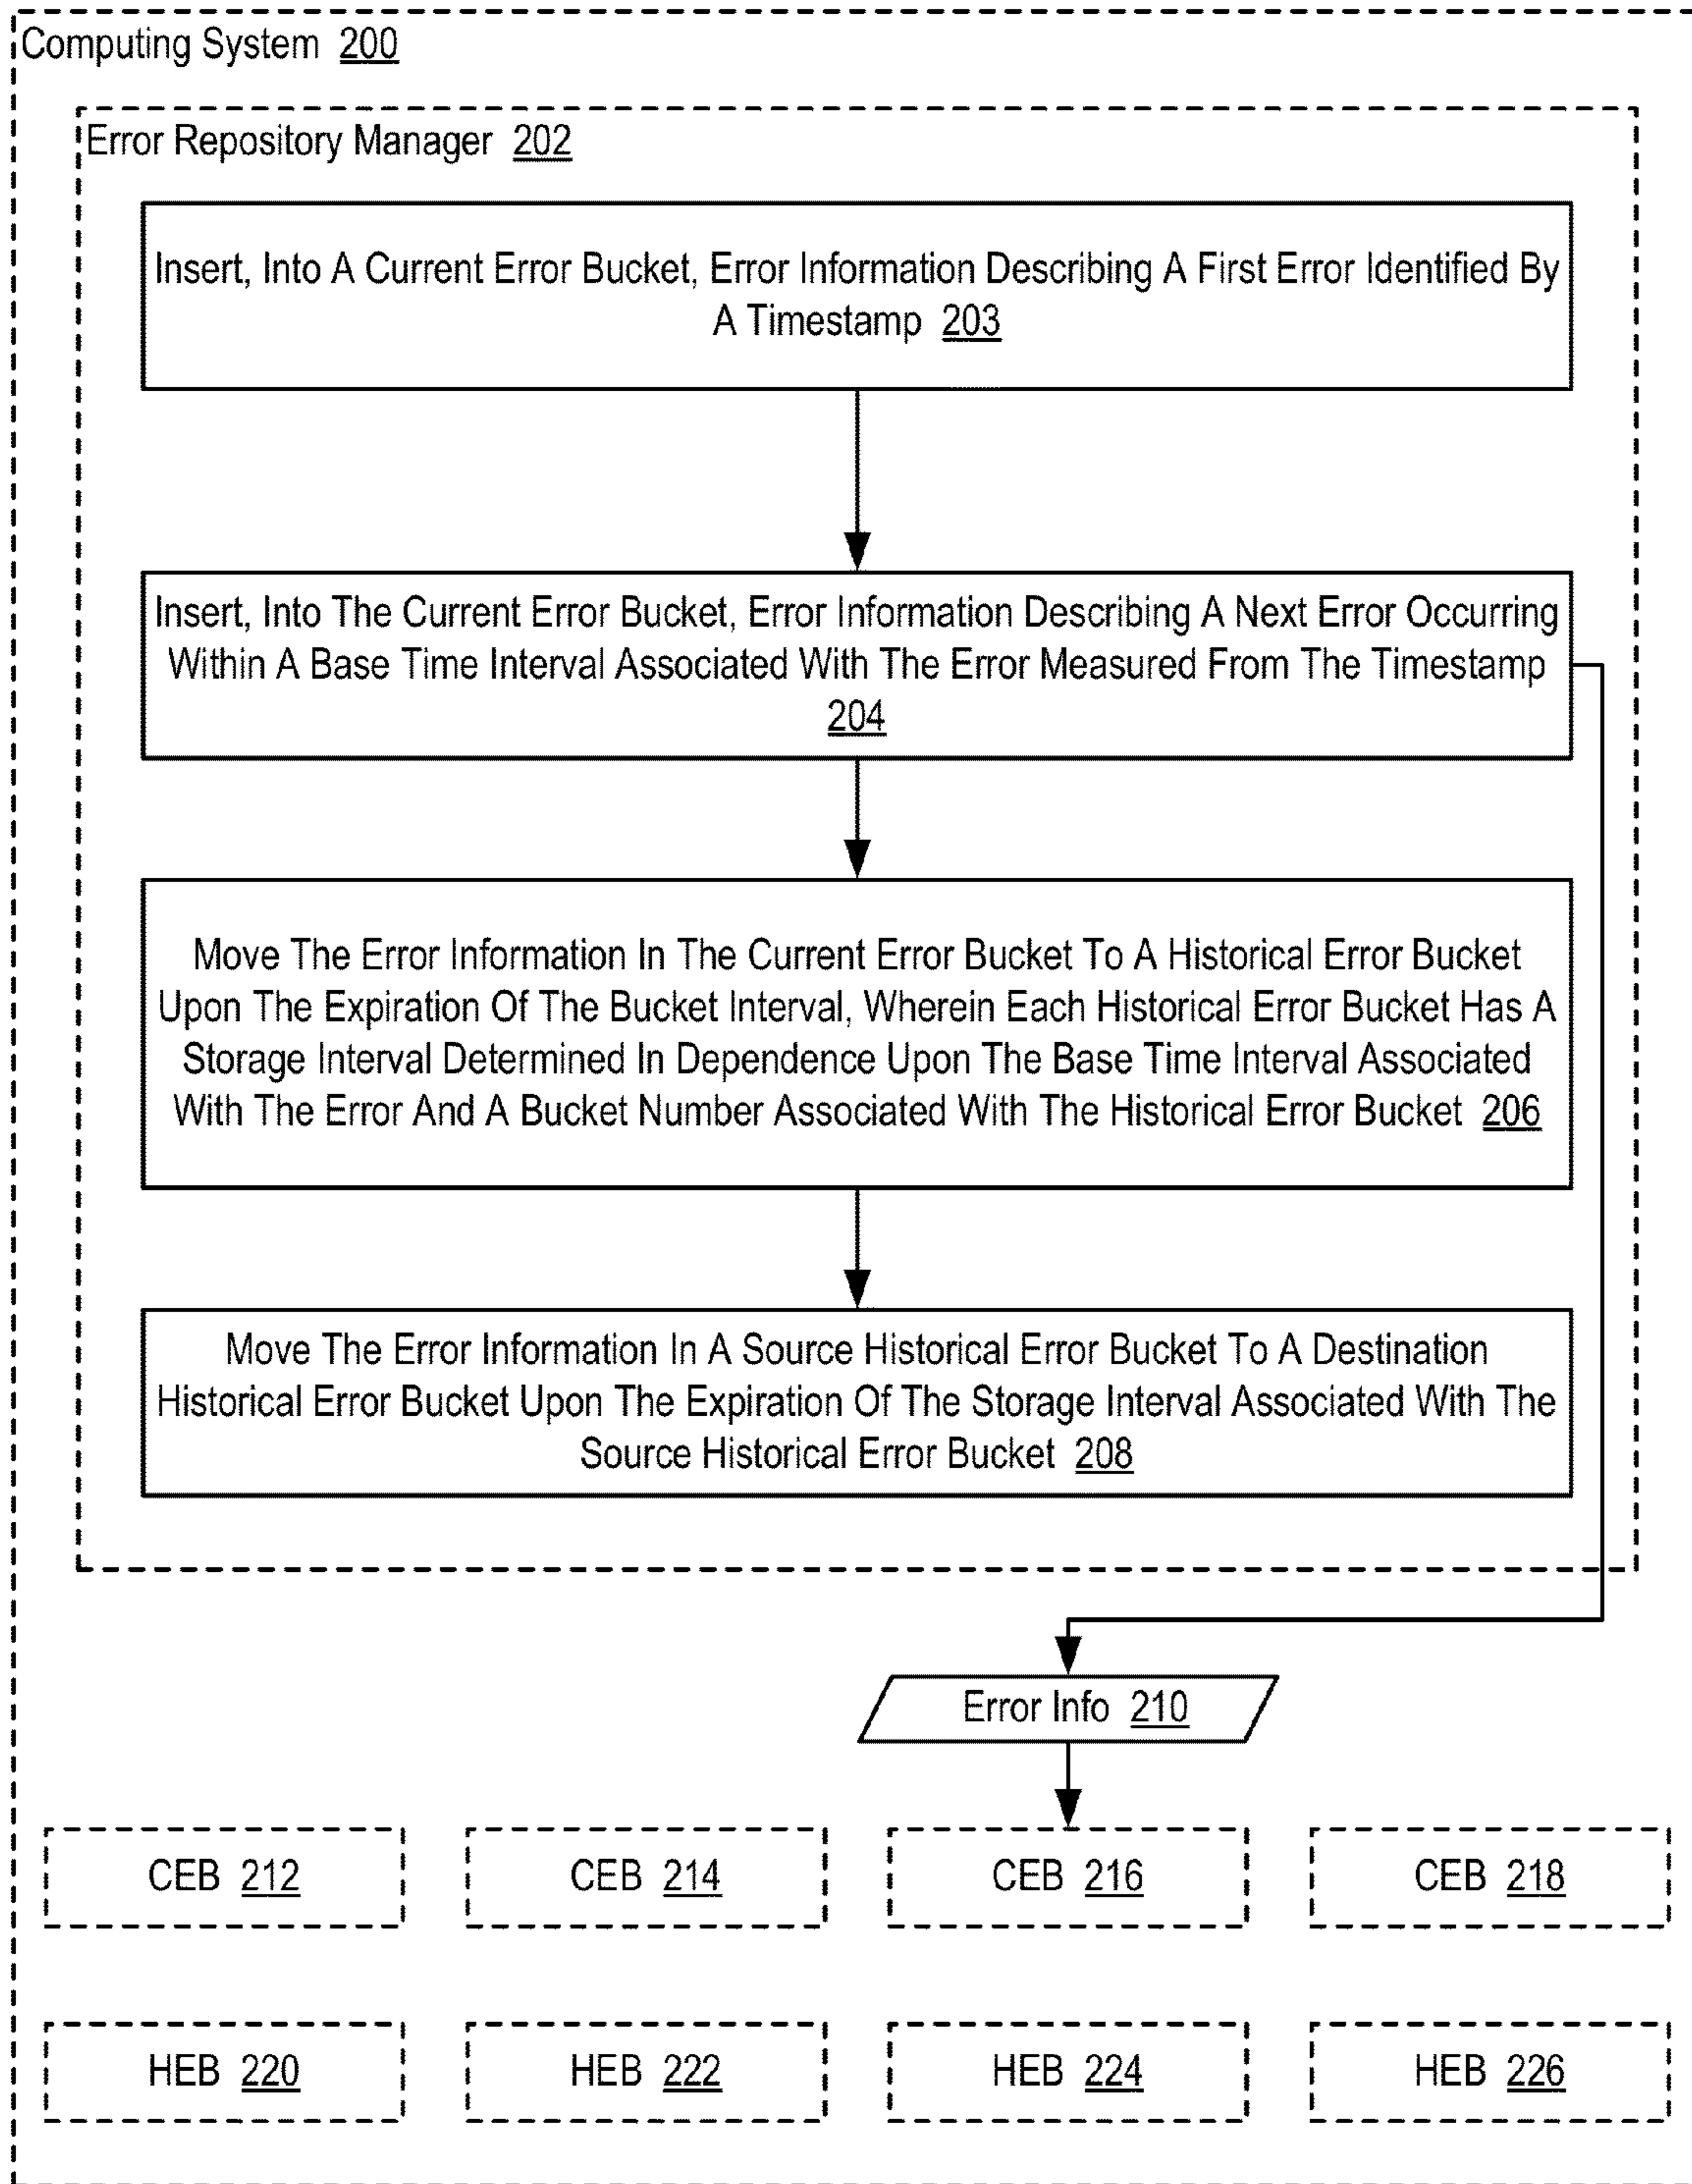 Computing System 200
Error Repository Manager 202
Insert, Into A Current Error Bucket, Error Information Describing A First Error Identified By
A Timestamp 203
Insert, Into The Current Error Bucket, Error Information Describing A Next Error Occurring
Within A Base Time Interval Associated With The Error Measured From The Timestamp
204
Move The Error Information In The Current Error Bucket To A Historical Error Bucket
Upon The Expiration Of The Bucket Interval, Wherein Each Historical Error Bucket Has A
Storage Interval Determined In Dependence Upon The Base Time Interval Associated
With The Error And A Bucket Number Associated With The Historical Error Bucket 206
Move The Error Information In A Source Historical Error Bucket To A Destination
Historical Error Bucket Upon The Expiration Of The Storage Interval Associated With The
Source Historical Error Bucket 208
Error Info 210
CEB 212
CEB 214
CEB 216
CEB 218
HEB 220
HEB 222
HEB 224
HEB 226